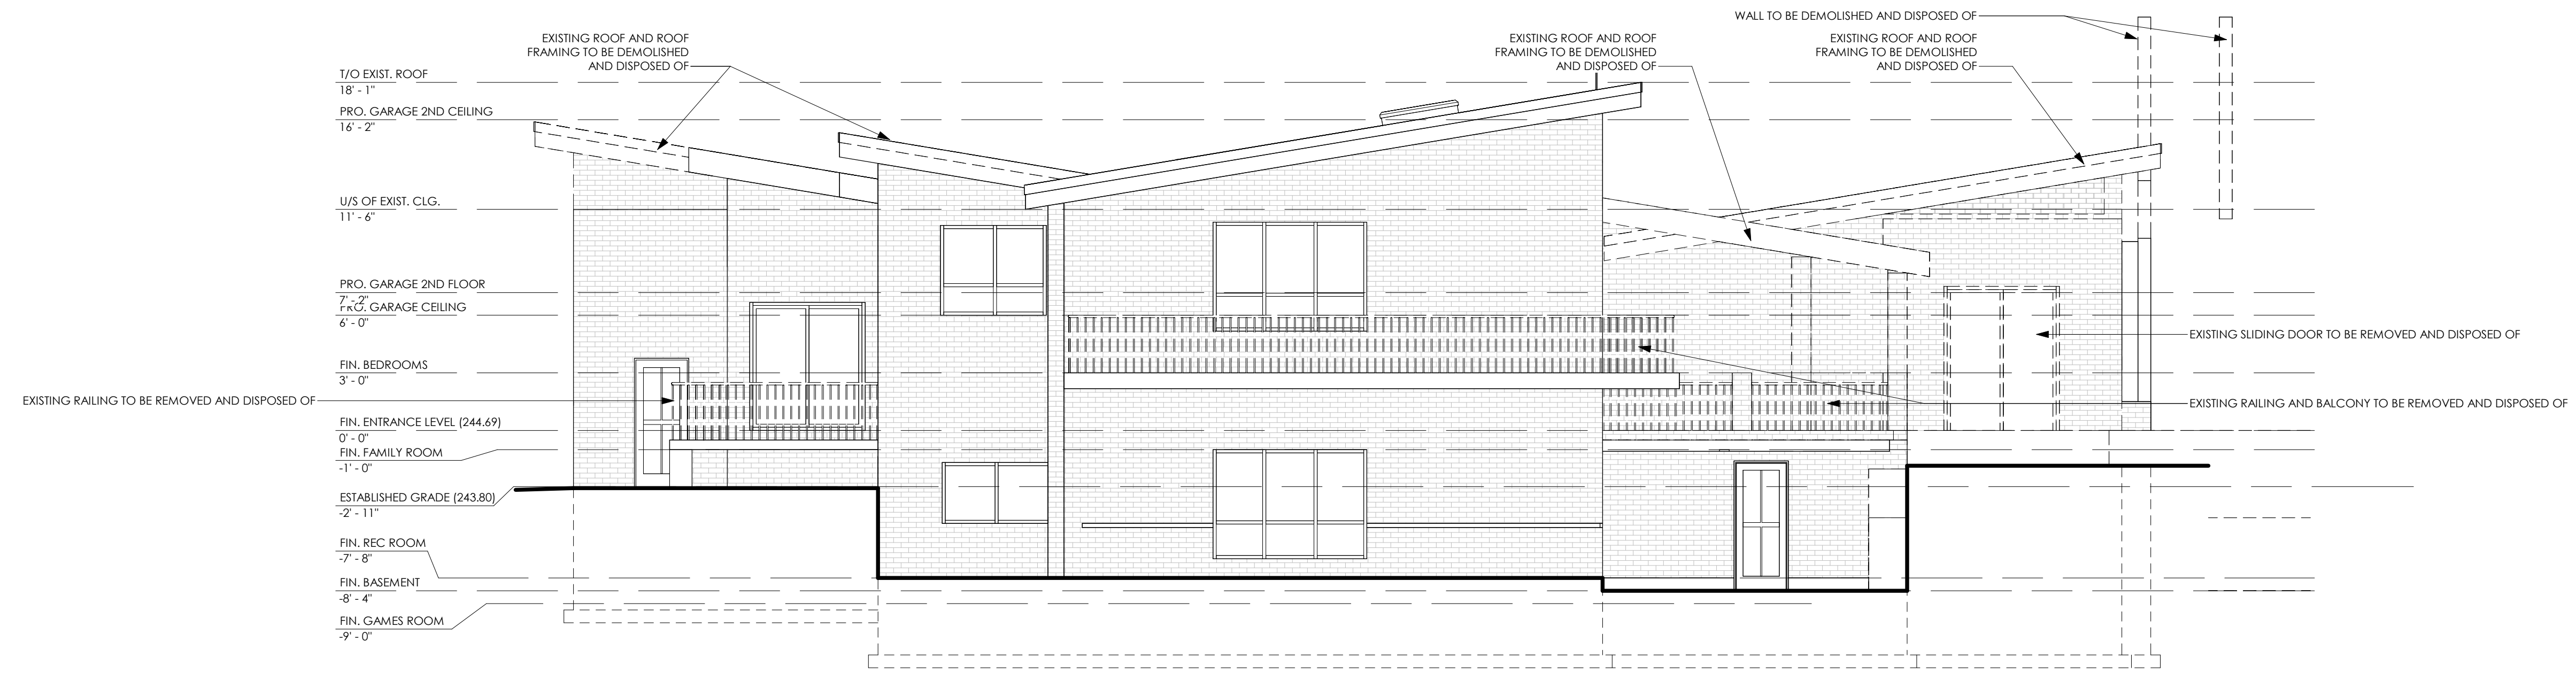 WALL TO BE DEMOLISHED AND DISPOSED OF
EXISTING ROOF AND ROOF
FRAMING TO BE DEMOLISHED
AND DISPOSED OF
EXISTING ROOF AND ROOF
FRAMING TO BE DEMOLISHED
AND DISPOSED OF
EXISTING ROOF AND ROOF
FRAMING TO BE DEMOLISHED
AND DISPOSED OF
T/O EXIST. ROOF
18' - 1"
PRO. GARAGE 2ND CEILING
16' - 2"
U/S OF EXIST. CLG.
11' - 6"
PRO. GARAGE 2ND FLOOR
7' - 2"
PRO. GARAGE CEILING
6' - 0"
EXISTING SLIDING DOOR TO BE REMOVED AND DISPOSED OF
FIN. BEDROOMS
3' - 0"
EXISTING RAILING TO BE REMOVED AND DISPOSED OF
EXISTING RAILING AND BALCONY TO BE REMOVED AND DISPOSED OF
FIN. ENTRANCE LEVEL (244.69)
0' - 0"
FIN. FAMILY ROOM
-1' - 0"
ESTABLISHED GRADE (243.80)
-2' - 11"
FIN. REC ROOM
-7' - 8"
FIN. BASEMENT
-8' - 4"
FIN. GAMES ROOM
-9' - 0"